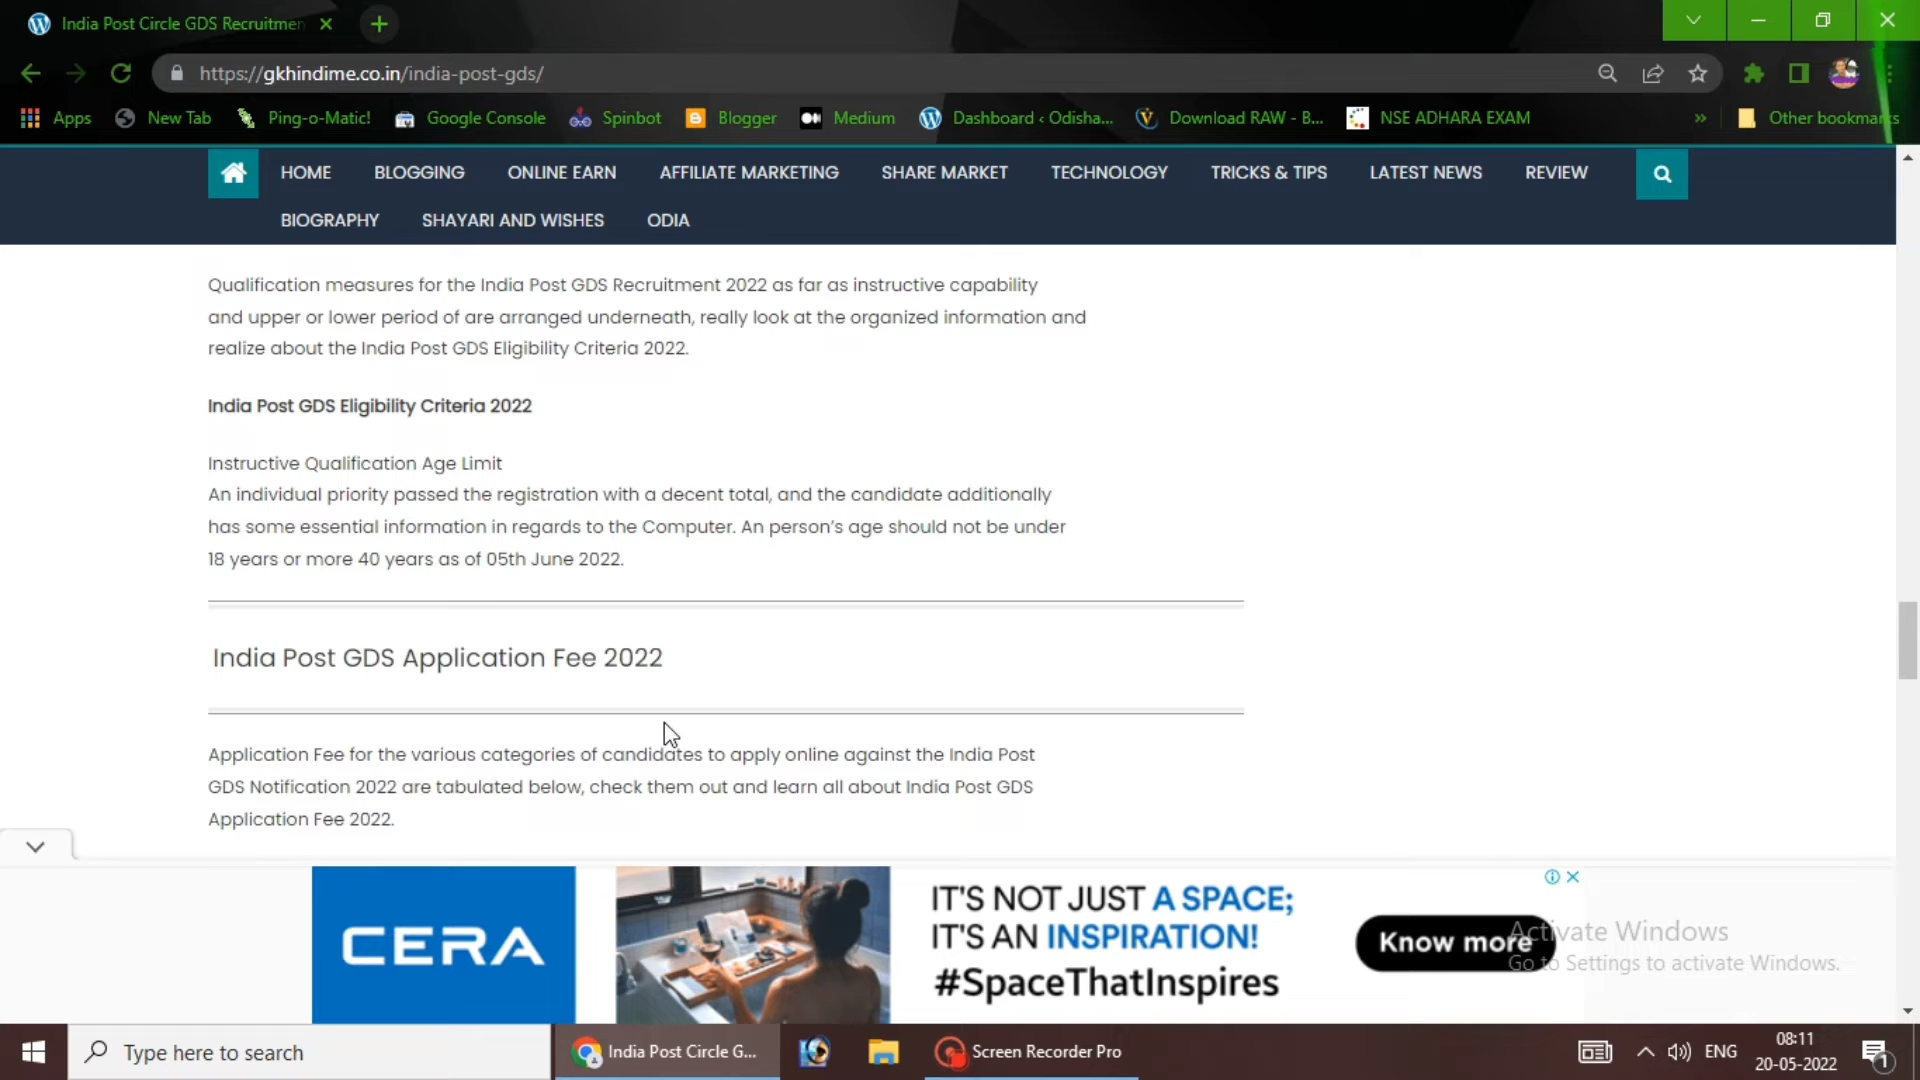 India Post Circle GDS Recruitmen
https://gkhindime.co.in/india-post-gds/
Apps New Tab Ping-o-Matic! Google Console Spinbot Blogger Medium Dashboard ‹ Odisha... Download RAW - B... NSE ADHARA EXAM » Other bookmarks
HOME BLOGGING ONLINE EARN AFFILIATE MARKETING SHARE MARKET TECHNOLOGY TRICKS & TIPS LATEST NEWS REVIEW
BIOGRAPHY SHAYARI AND WISHES ODIA
Qualification measures for the India Post GDS Recruitment 2022 as far as instructive capability
and upper or lower period of are arranged underneath, really look at the organized information and
realize about the India Post GDS Eligibility Criteria 2022.
India Post GDS Eligibility Criteria 2022
Instructive Qualification Age Limit
An individual priority passed the registration with a decent total, and the candidate additionally
has some essential information in regards to the Computer. An person's age should not be under
18 years or more 40 years as of 05th June 2022.
India Post GDS Application Fee 2022
Application Fee for the various categories of candidates to apply online against the India Post
GDS Notification 2022 are tabulated below, check them out and learn all about India Post GDS
Application Fee 2022.
CERA
IT'S NOT JUST A SPACE;
IT'S AN INSPIRATION!
#SpaceThatInspires
Know more
Activate Windows
Go to Settings to activate Windows.
Type here to search
India Post Circle G...
Screen Recorder Pro
ENG
08:11
20-05-2022
1